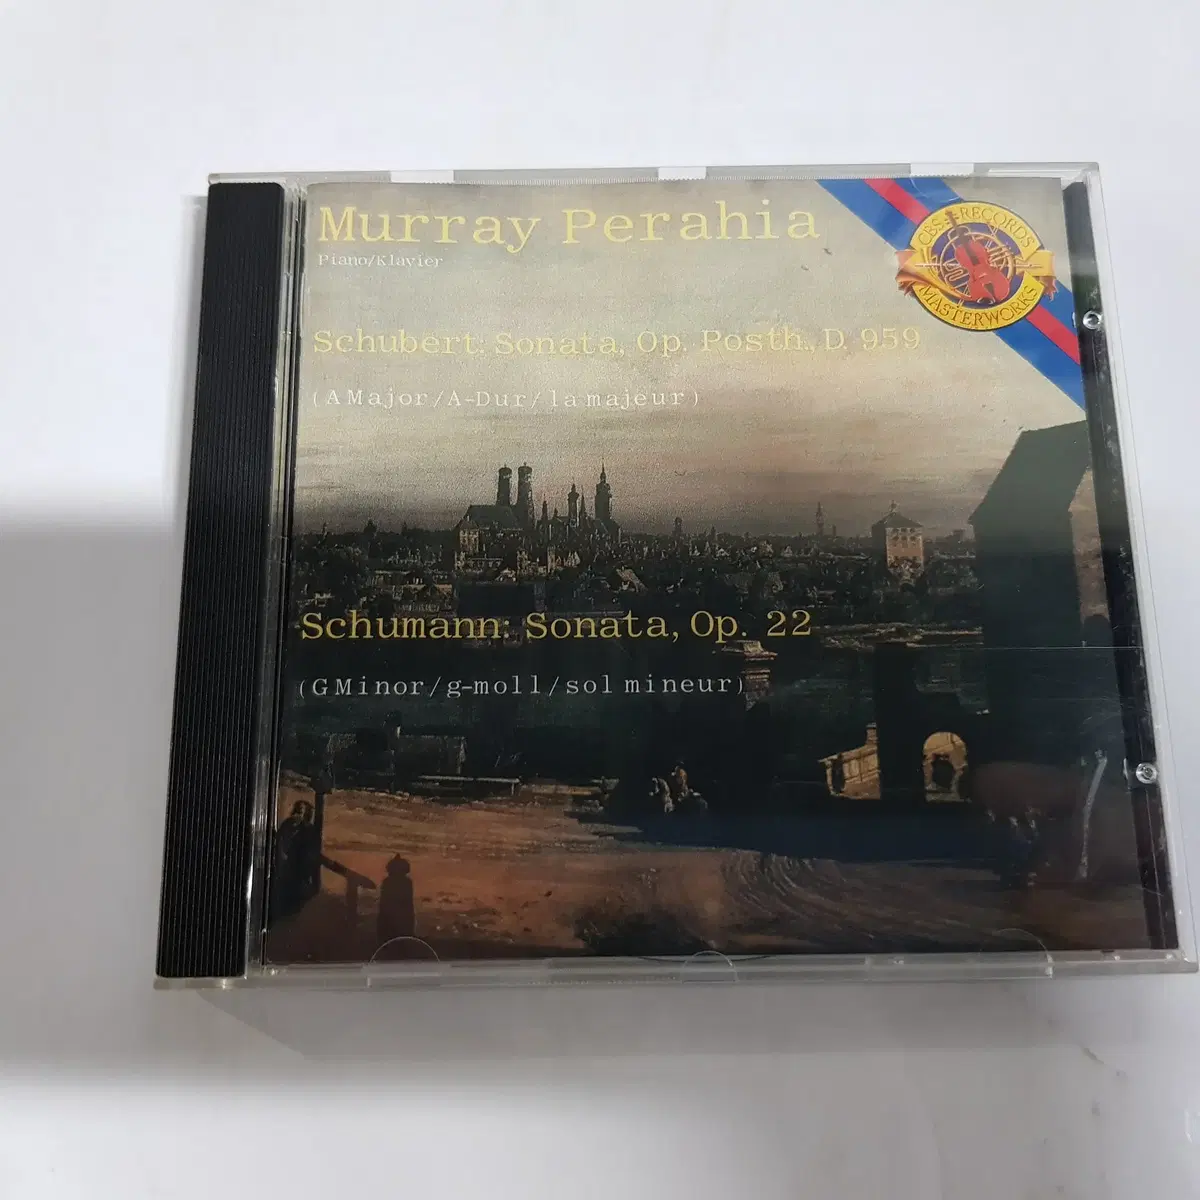 Murray Perahia
Piano/Klavier
CBS RECORDS
MASTERWORKS
Schubert: Sonata, Op. Posth., D 959
(A Major/A-Dur/la majeur)
Schumann: Sonata, Op. 22
(G Minor/g-moll/sol mineur)